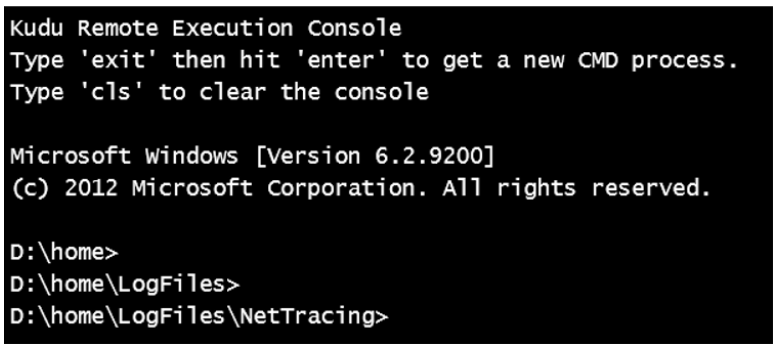 Kudu Remote Execution Console
Type 'exit' then hit 'enter' to get a new CMD process.
Type 'cls' to clear the console
Microsoft Windows [Version 6.2.9200]
(c) 2012 Microsoft Corporation. All rights reserved.
D:\home>
D:\home\LogFiles>
D:\home\LogFiles\NetTracing>